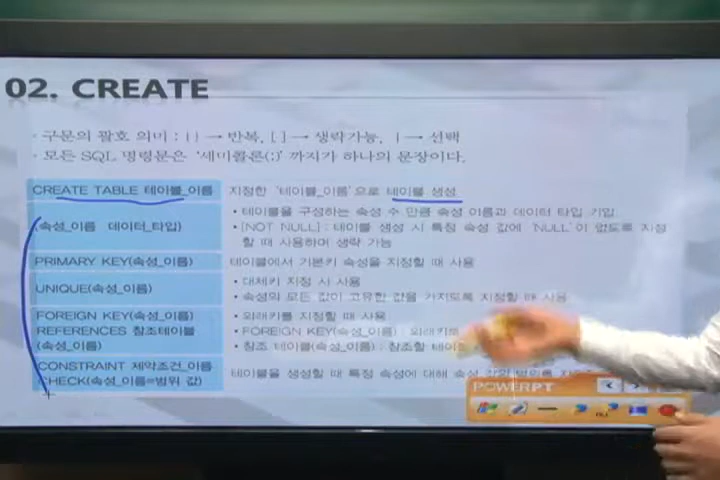 02. CREATE
· 구문의 괄호 의미 : { } → 반복, [ ] → 생략가능, | → 선택
· 모든 SQL 명령문은 '세미콜론(;)' 까지가 하나의 문장이다.
CREATE TABLE 테이블_이름 지정한 '테이블_이름'으로 테이블 생성
(속성_이름 데이터_타입)
• 테이블을 구성하는 속성 수 만큼 속성 이름과 데이터 타입 기입
• [NOT NULL] : 테이블 생성 시 특정 속성 값에 'NULL'이 없도록 지정
할 때 사용하며 생략 가능
PRIMARY KEY(속성_이름) 테이블에서 기본키 속성을 지정할 때 사용
UNIQUE(속성_이름)
• 대체키 지정 시 사용
• 속성의 모든 값이 고유한 값을 가지도록 지정할 때 사용
FOREIGN KEY(속성_이름)
REFERENCES 참조테이블
(속성_이름)
• 외래키를 지정할 때 사용
• FOREIGN KEY(속성_이름) : 외래키
• 참조 테이블(속성_이름) : 참조할
CONSTRAINT 제약조건_이름
CHECK(속성_이름=범위 값)
테이블을 생성할 때 특정 속성에 대해 속성
POWERPT